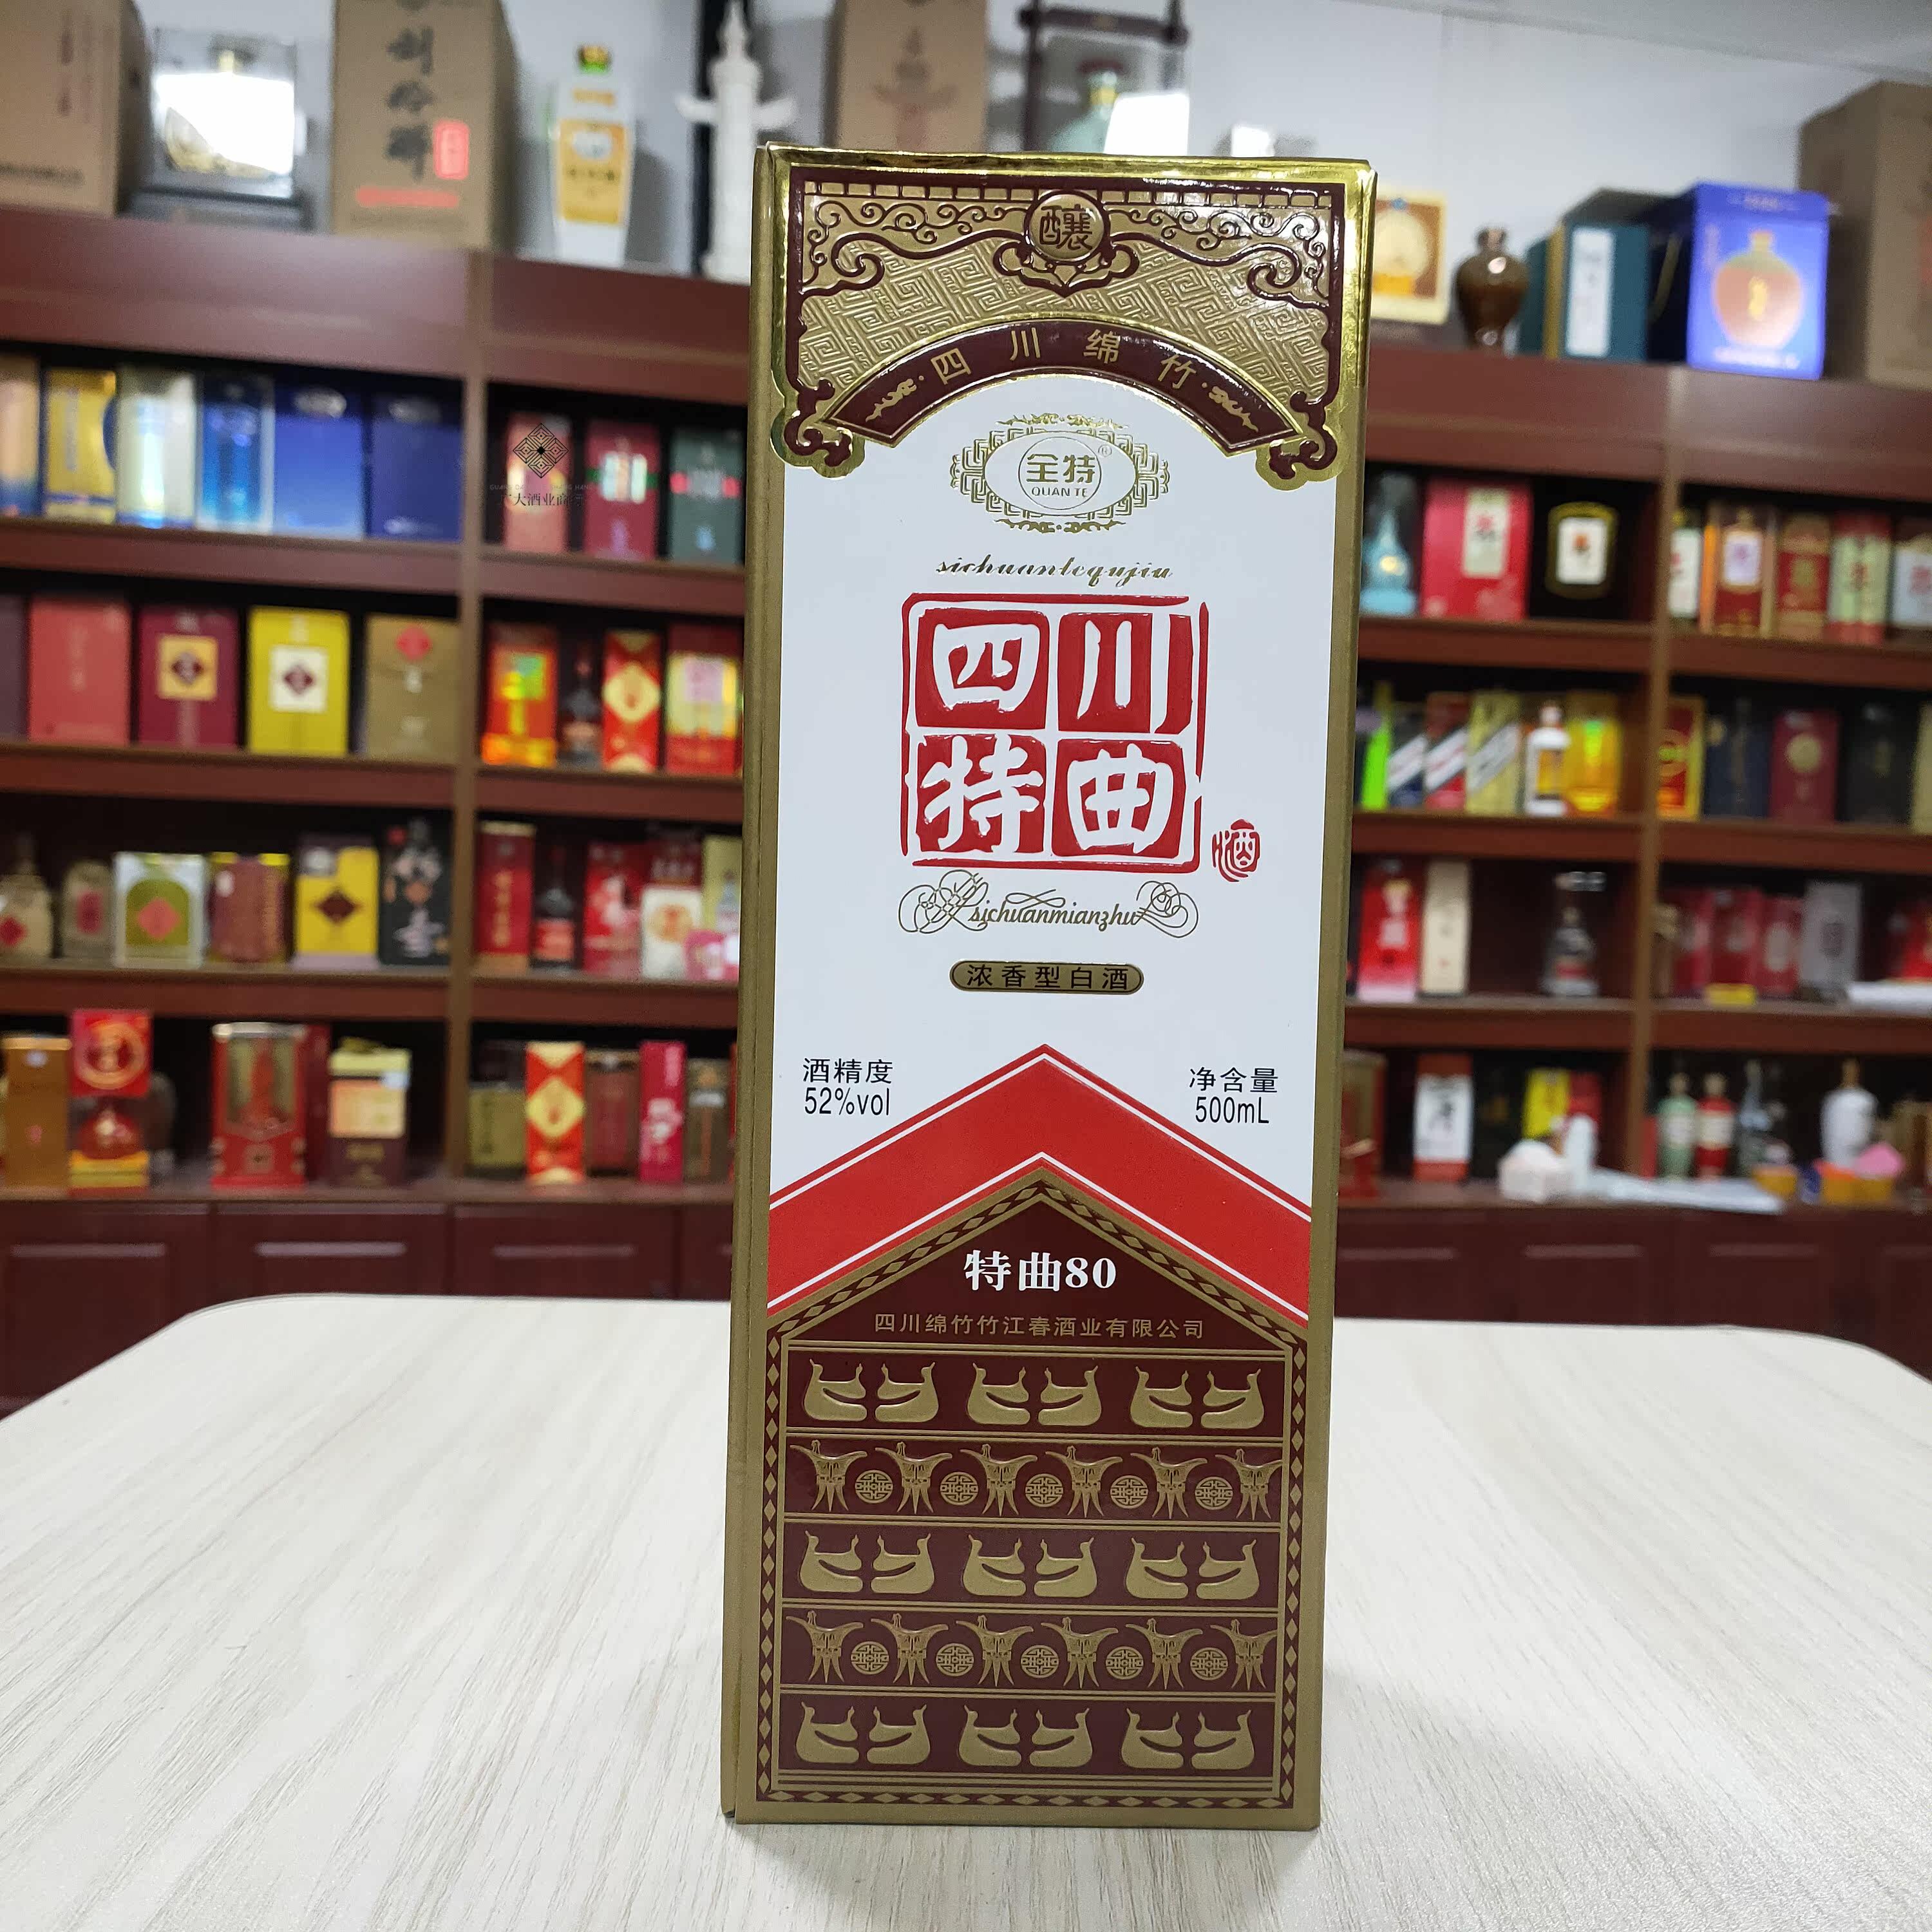 釀
四川绵竹
全特®
QUAN TE
sichuantequjiu
四川
特曲
酒
sichuanmianzhu
浓香型白酒
酒精度
52%vol
净含量
500mL
特曲80
四川绵竹竹江春酒业有限公司